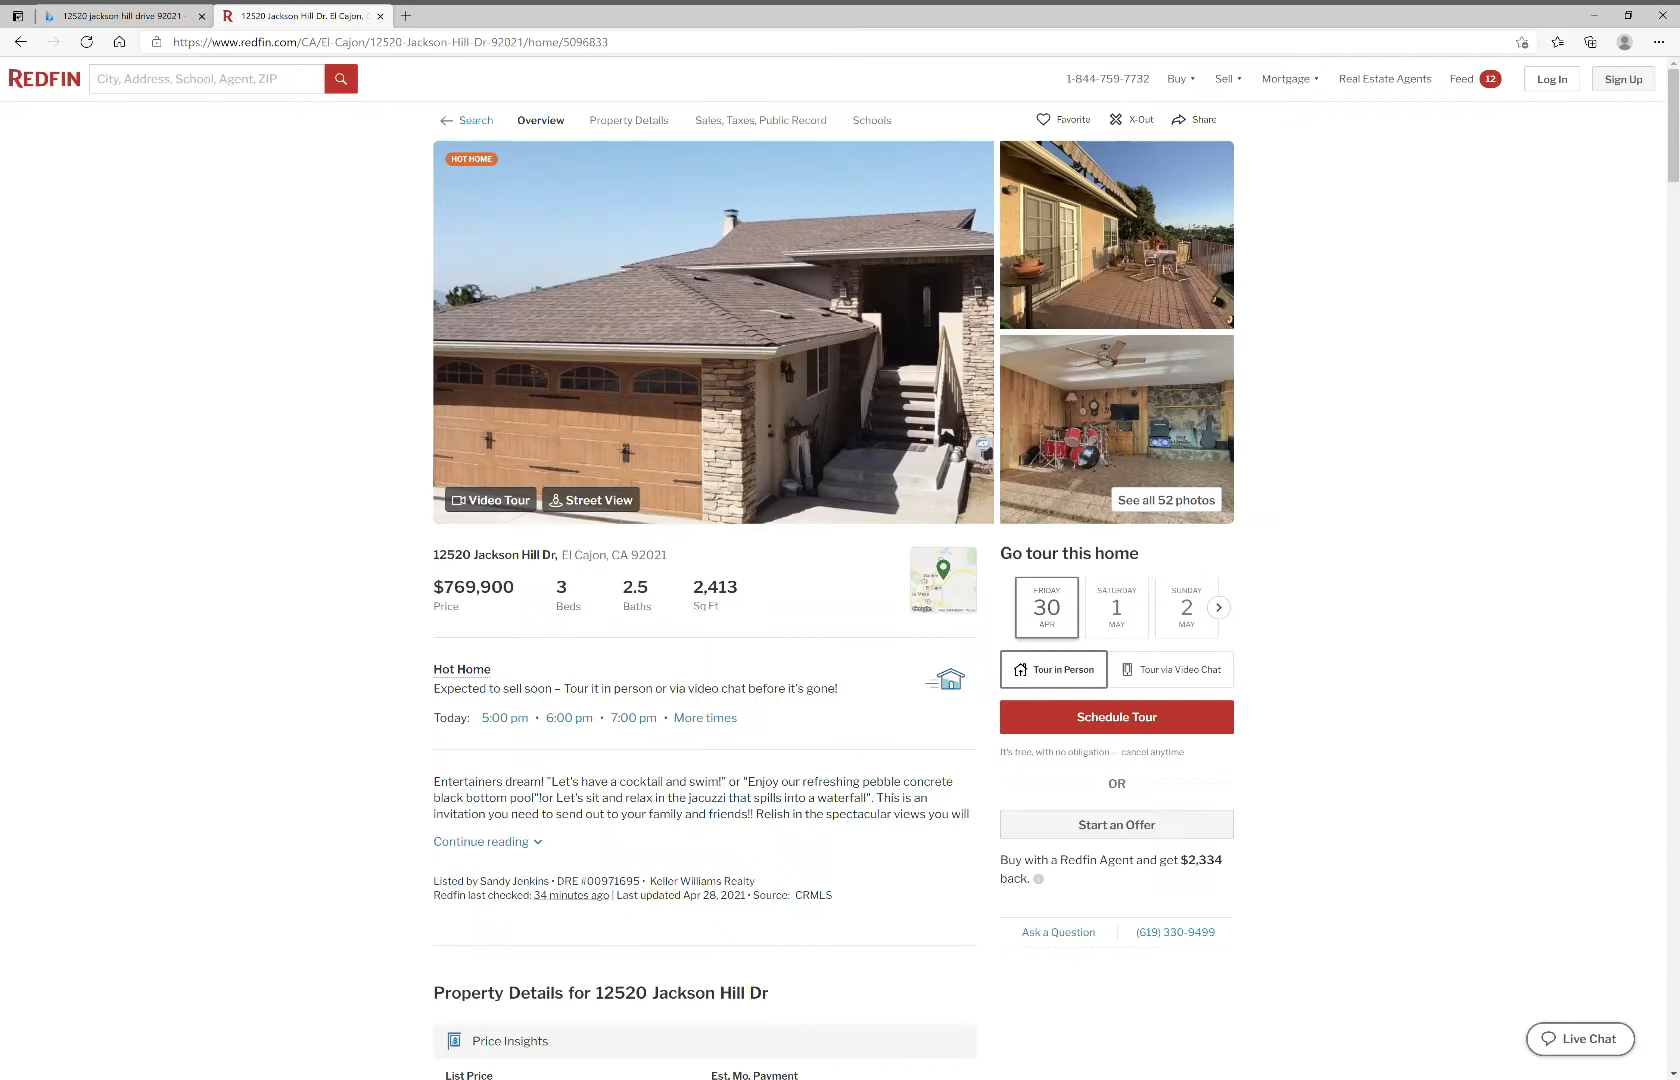 12520 jackson hill drive 92021 -
12520 Jackson Hill Dr, El Cajon, C
https://www.redfin.com/CA/El-Cajon/12520-Jackson-Hill-Dr-92021/home/5096833
REDFIN
City, Address, School, Agent, ZIP
1-844-759-7732
Buy
Sell
Mortgage
Real Estate Agents
Feed
12
Log In
Sign Up
Search
Overview
Property Details
Sales, Taxes, Public Record
Schools
Favorite
X-Out
Share
HOT HOME
Video Tour
Street View
See all 52 photos
12520 Jackson Hill Dr, El Cajon, CA 92021
$769,900
Price
3
Beds
2.5
Baths
2,413
Sq Ft
Santee
El Cajon
La Mesa
Google
Hot Home
Expected to sell soon – Tour it in person or via video chat before it's gone!
Today: 5:00 pm • 6:00 pm • 7:00 pm • More times
Entertainers dream! "Let's have a cocktail and swim!" or "Enjoy our refreshing pebble concrete
black bottom pool"!or Let's sit and relax in the jacuzzi that spills into a waterfall". This is an
invitation you need to send out to your family and friends!! Relish in the spectacular views you will
Continue reading
Listed by Sandy Jenkins • DRE #00971695 • Keller Williams Realty
Redfin last checked: 34 minutes ago | Last updated Apr 28, 2021 • Source: CRMLS
Go tour this home
FRIDAY
30
APR
SATURDAY
1
MAY
SUNDAY
2
MAY
Tour in Person
Tour via Video Chat
Schedule Tour
It's free, with no obligation — cancel anytime
OR
Start an Offer
Buy with a Redfin Agent and get $2,334
back.
Ask a Question
(619) 330-9499
Property Details for 12520 Jackson Hill Dr
Price Insights
List Price
Est. Mo. Payment
Live Chat